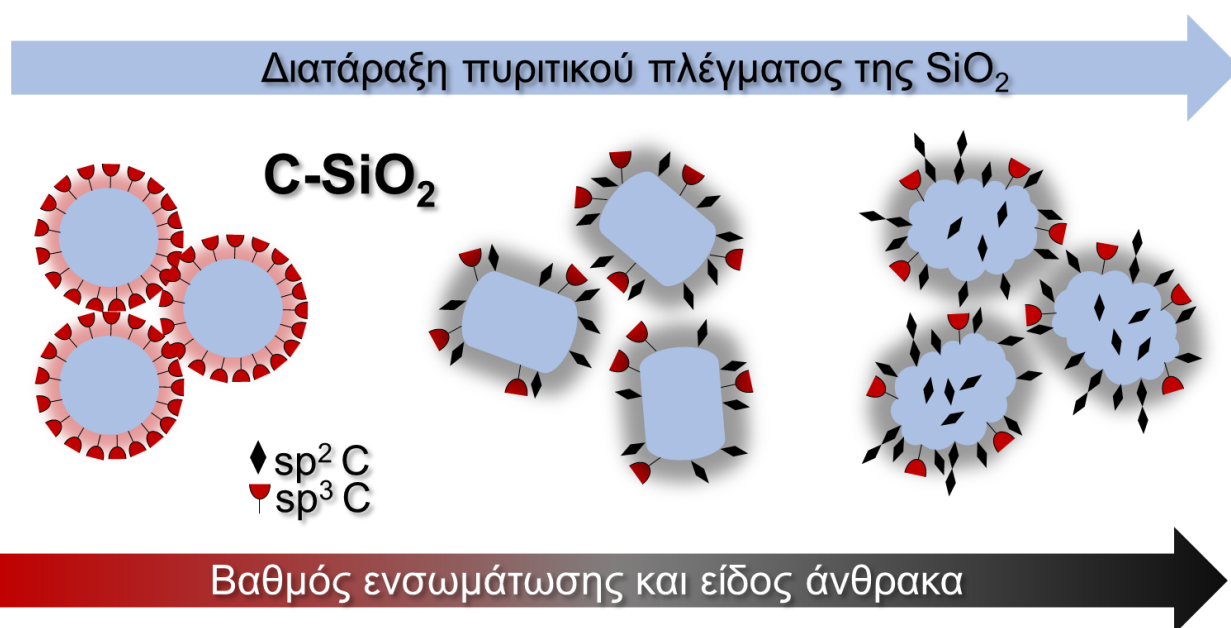 Διατάραξη πυριτικού πλέγματος της SiO₂
C-SiO₂
sp² C
sp³ C
Βαθμός ενσωμάτωσης και είδος άνθρακα